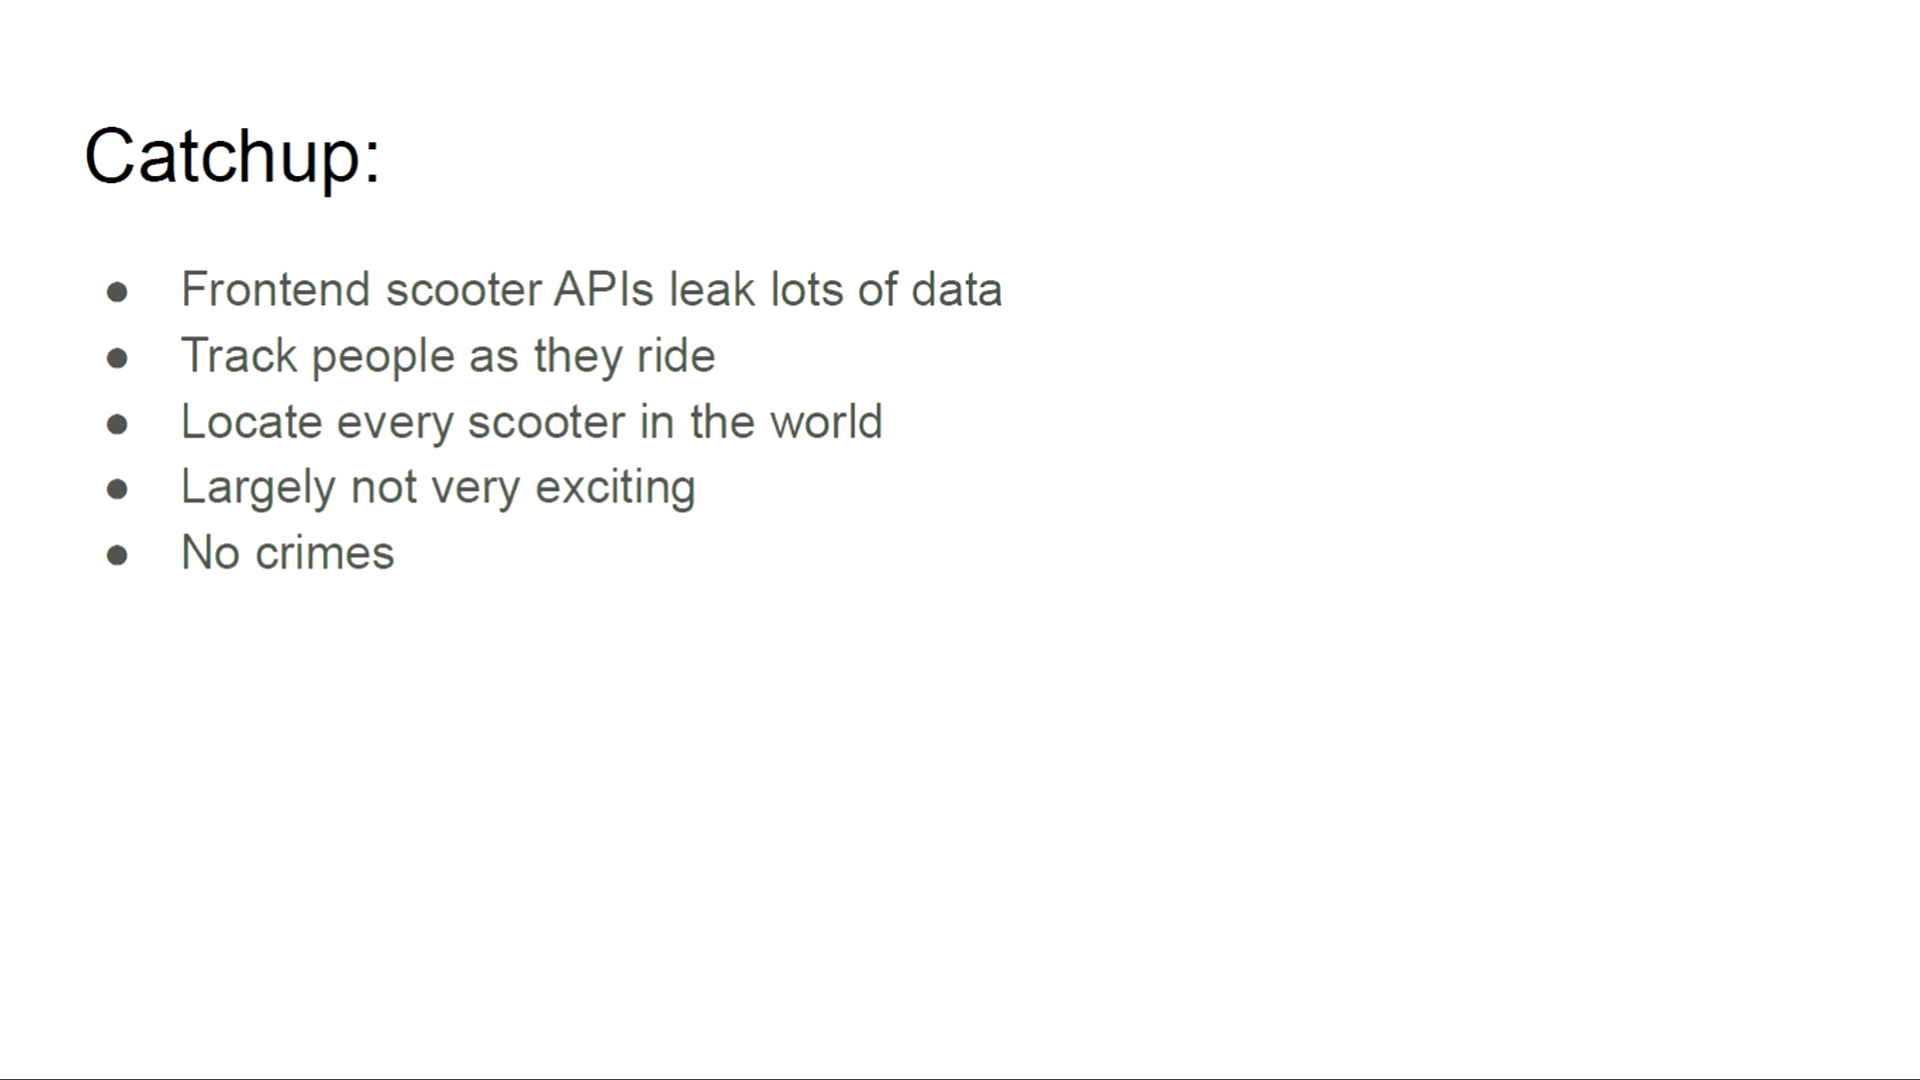 Catchup:
● Frontend scooter APIs leak lots of data
● Track people as they ride
● Locate every scooter in the world
● Largely not very exciting
● No crimes